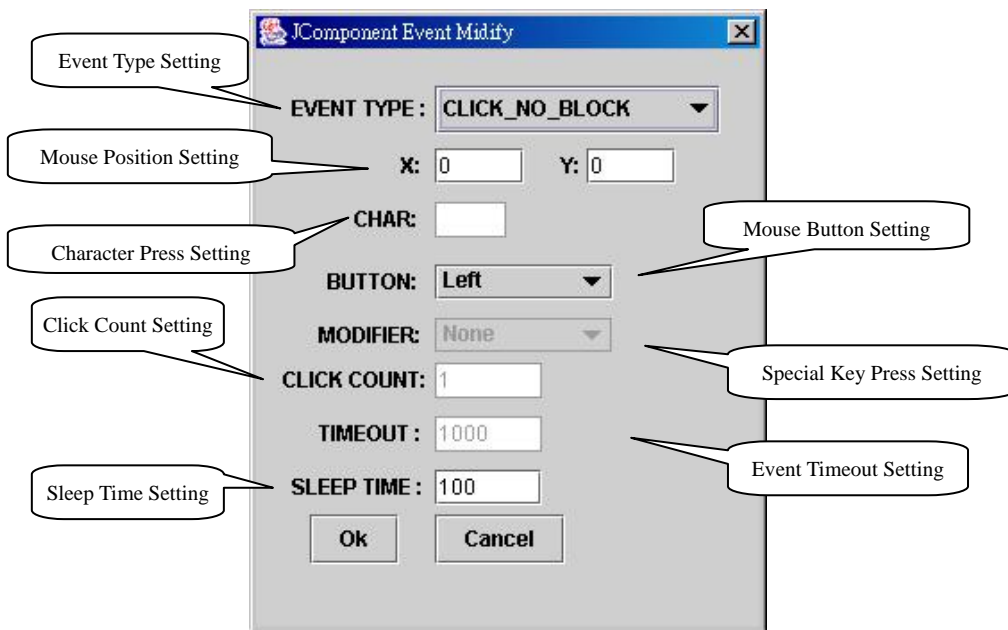 JComponent Event Midify
Event Type Setting
EVENT TYPE : CLICK_NO_BLOCK
Mouse Position Setting
X: 0 Y: 0
CHAR:
Mouse Button Setting
Character Press Setting
BUTTON: Left
Click Count Setting
MODIFIER: None
Special Key Press Setting
CLICK COUNT: 1
TIMEOUT : 1000
Event Timeout Setting
Sleep Time Setting
SLEEP TIME : 100
Ok Cancel